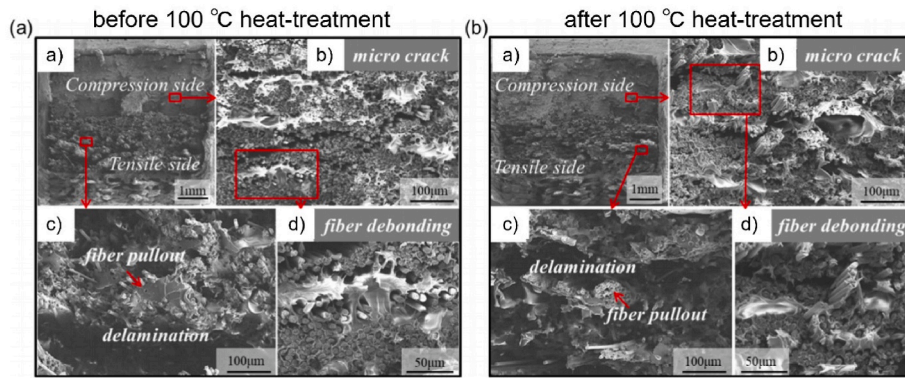 before 100 °C heat-treatment
after 100 °C heat-treatment
(a)
a)
Compression side
Tensile side
1mm
b)
micro crack
100μm
c)
fiber pullout
delamination
100μm
d)
fiber debonding
50μm
(b)
a)
Compression side
Tensile side
1mm
b)
micro crack
100μm
c)
delamination
fiber pullout
100μm
d)
fiber debonding
50μm